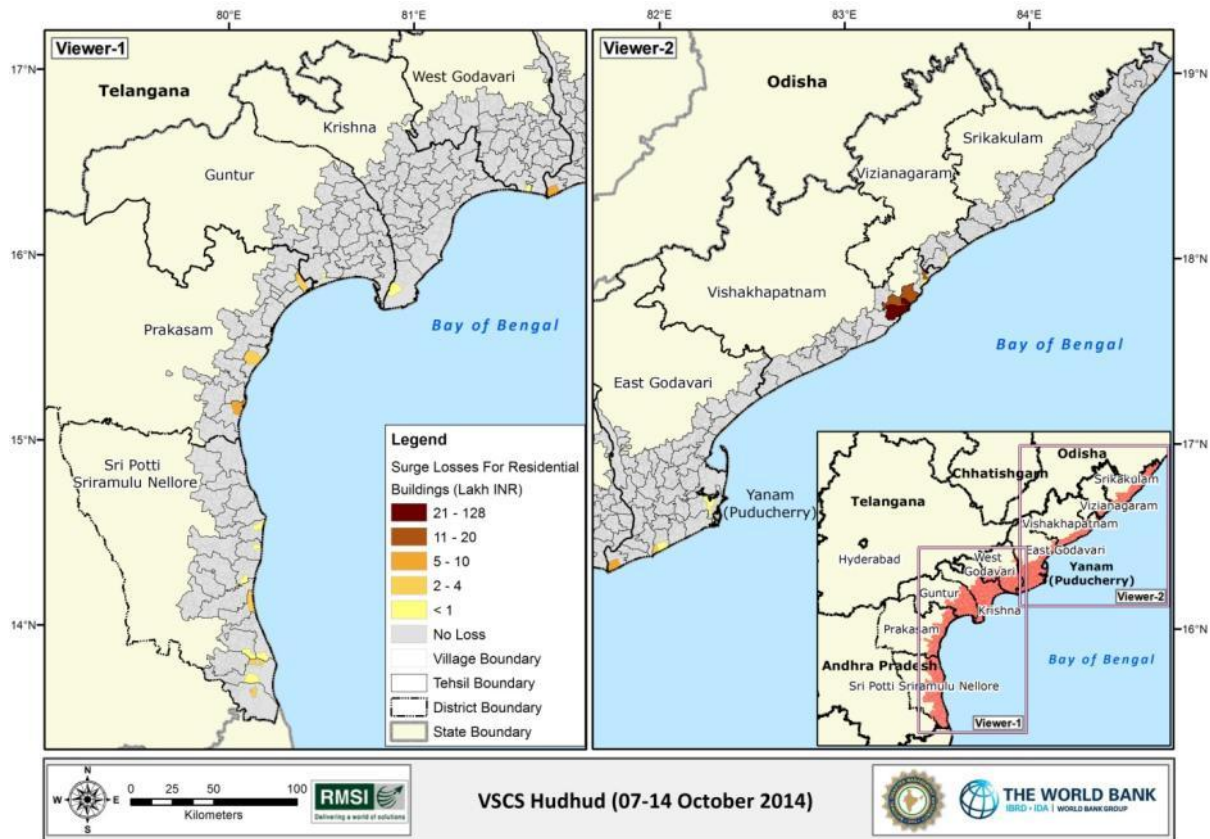 80°E
81°E
Viewer-1
17°N
16°N
15°N
14°N
Telangana
West Godavari
Krishna
Guntur
Prakasam
Bay of Bengal
Sri Potti
Sriramulu Nellore
Legend
Surge Losses For Residential
Buildings (Lakh INR)
21 - 128
11 - 20
5 - 10
2 - 4
< 1
No Loss
Village Boundary
Tehsil Boundary
District Boundary
State Boundary
82°E
83°E
84°E
Viewer-2
19°N
18°N
17°N
16°N
Odisha
Srikakulam
Vizianagaram
Vishakhapatnam
Bay of Bengal
East Godavari
Yanam
(Puducherry)
Odisha
Chhatishgarh
Srikakulam
Telangana
Vizianagaram
Vishakhapatnam
Hyderabad
West
Godavari
East Godavari
Yanam
(Puducherry)
Guntur
Krishna
Viewer-2
Prakasam
Andhra Pradesh
Bay of Bengal
Sri Potti Sriramulu Nellore
Viewer-1
N
W
E
S
0 25 50 100
Kilometers
RMSI
Delivering a world of solutions
VSCS Hudhud (07-14 October 2014)
THE WORLD BANK
IBRD • IDA | WORLD BANK GROUP